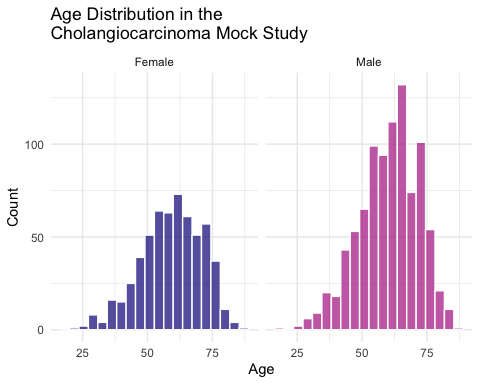 Age Distribution in the
Cholangiocarcinoma Mock Study
Female
Male
Count
100
50
0
25
50
75
25
50
75
Age